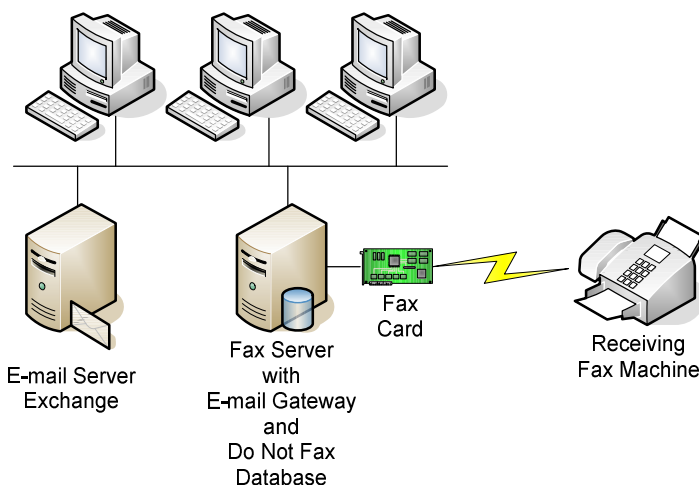 E-mail Server
Exchange
Fax Server
with
E-mail Gateway
and
Do Not Fax
Database
Fax
Card
Receiving
Fax Machine